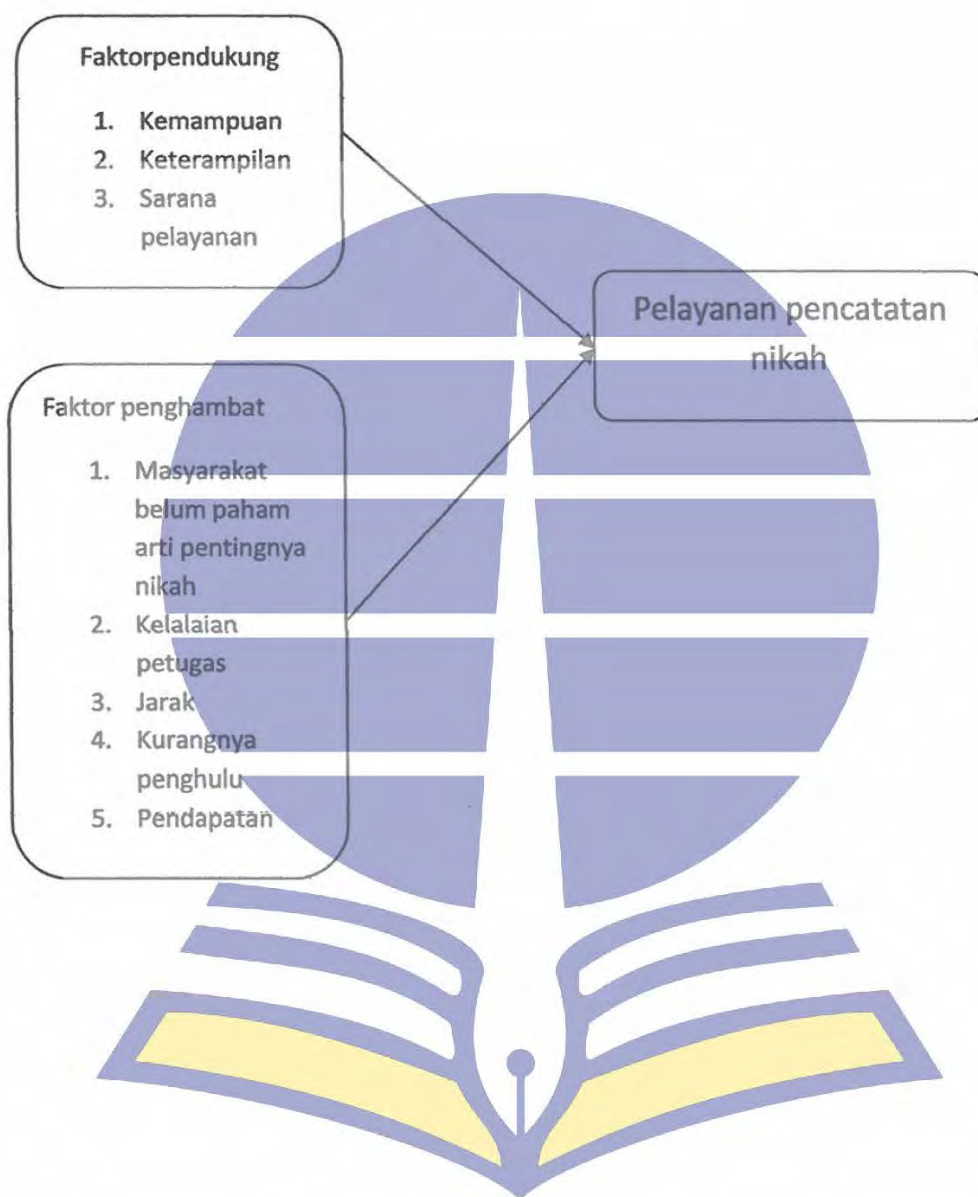 Faktorpendukung
1. Kemampuan
2. Keterampilan
3. Sarana
pelayanan
Pelayanan pencatatan
nikah
Faktor penghambat
1. Masyarakat
belum paham
arti pentingnya
nikah
2. Kelalaian
petugas
3. Jarak
4. Kurangnya
penghulu
5. Pendapatan